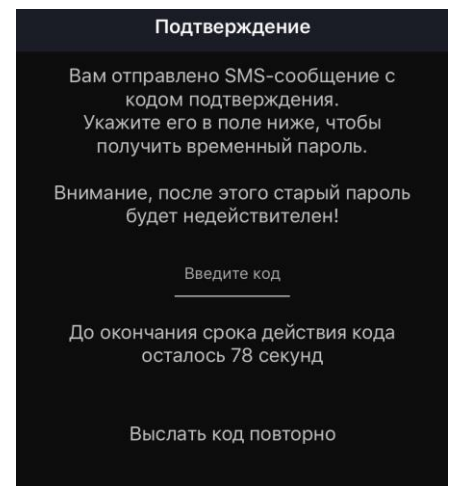 Подтверждение
Вам отправлено SMS-сообщение с
кодом подтверждения.
Укажите его в поле ниже, чтобы
получить временный пароль.
Внимание, после этого старый пароль
будет недействителен!
Введите код
До окончания срока действия кода
осталось 78 секунд
Выслать код повторно